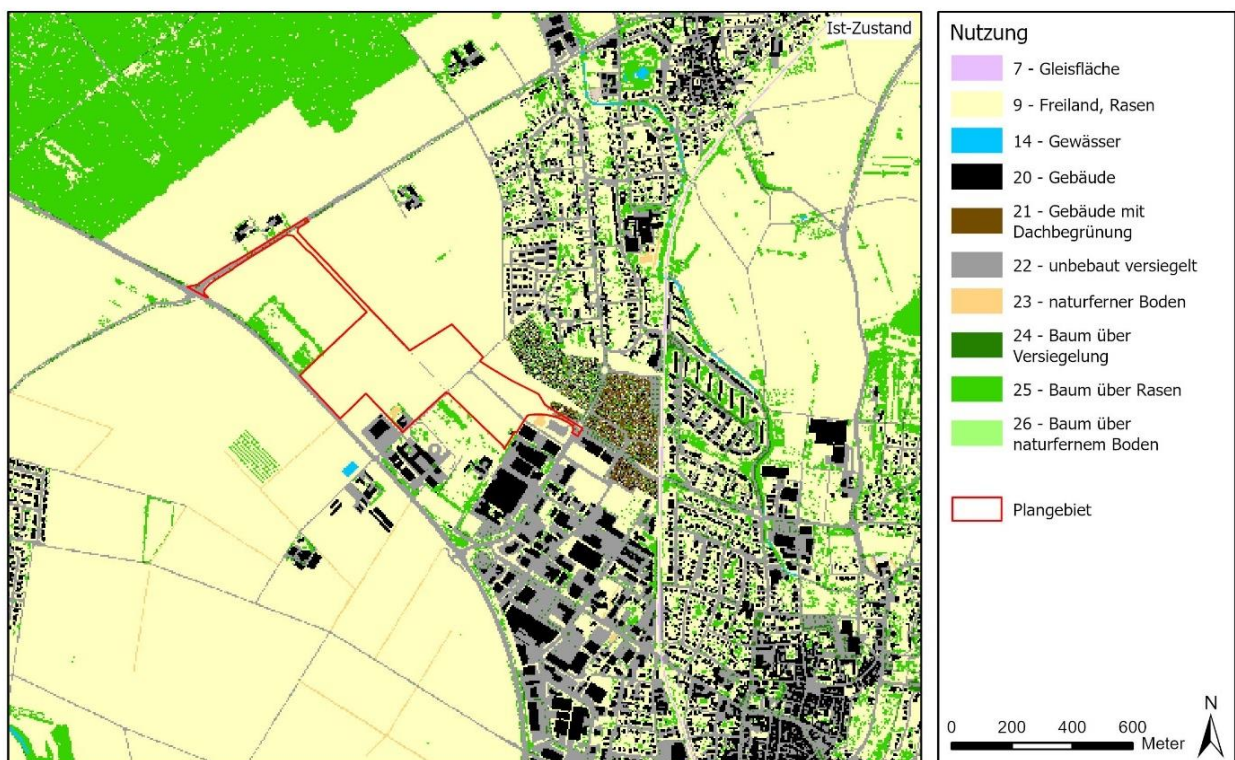 Ist-Zustand
Nutzung
7 - Gleisfläche
9 - Freiland, Rasen
14 - Gewässer
20 - Gebäude
21 - Gebäude mit
Dachbegrünung
22 - unbebaut versiegelt
23 - naturferner Boden
24 - Baum über
Versiegelung
25 - Baum über Rasen
26 - Baum über
naturfernem Boden
Plangebiet
N
0 200 400 600
Meter